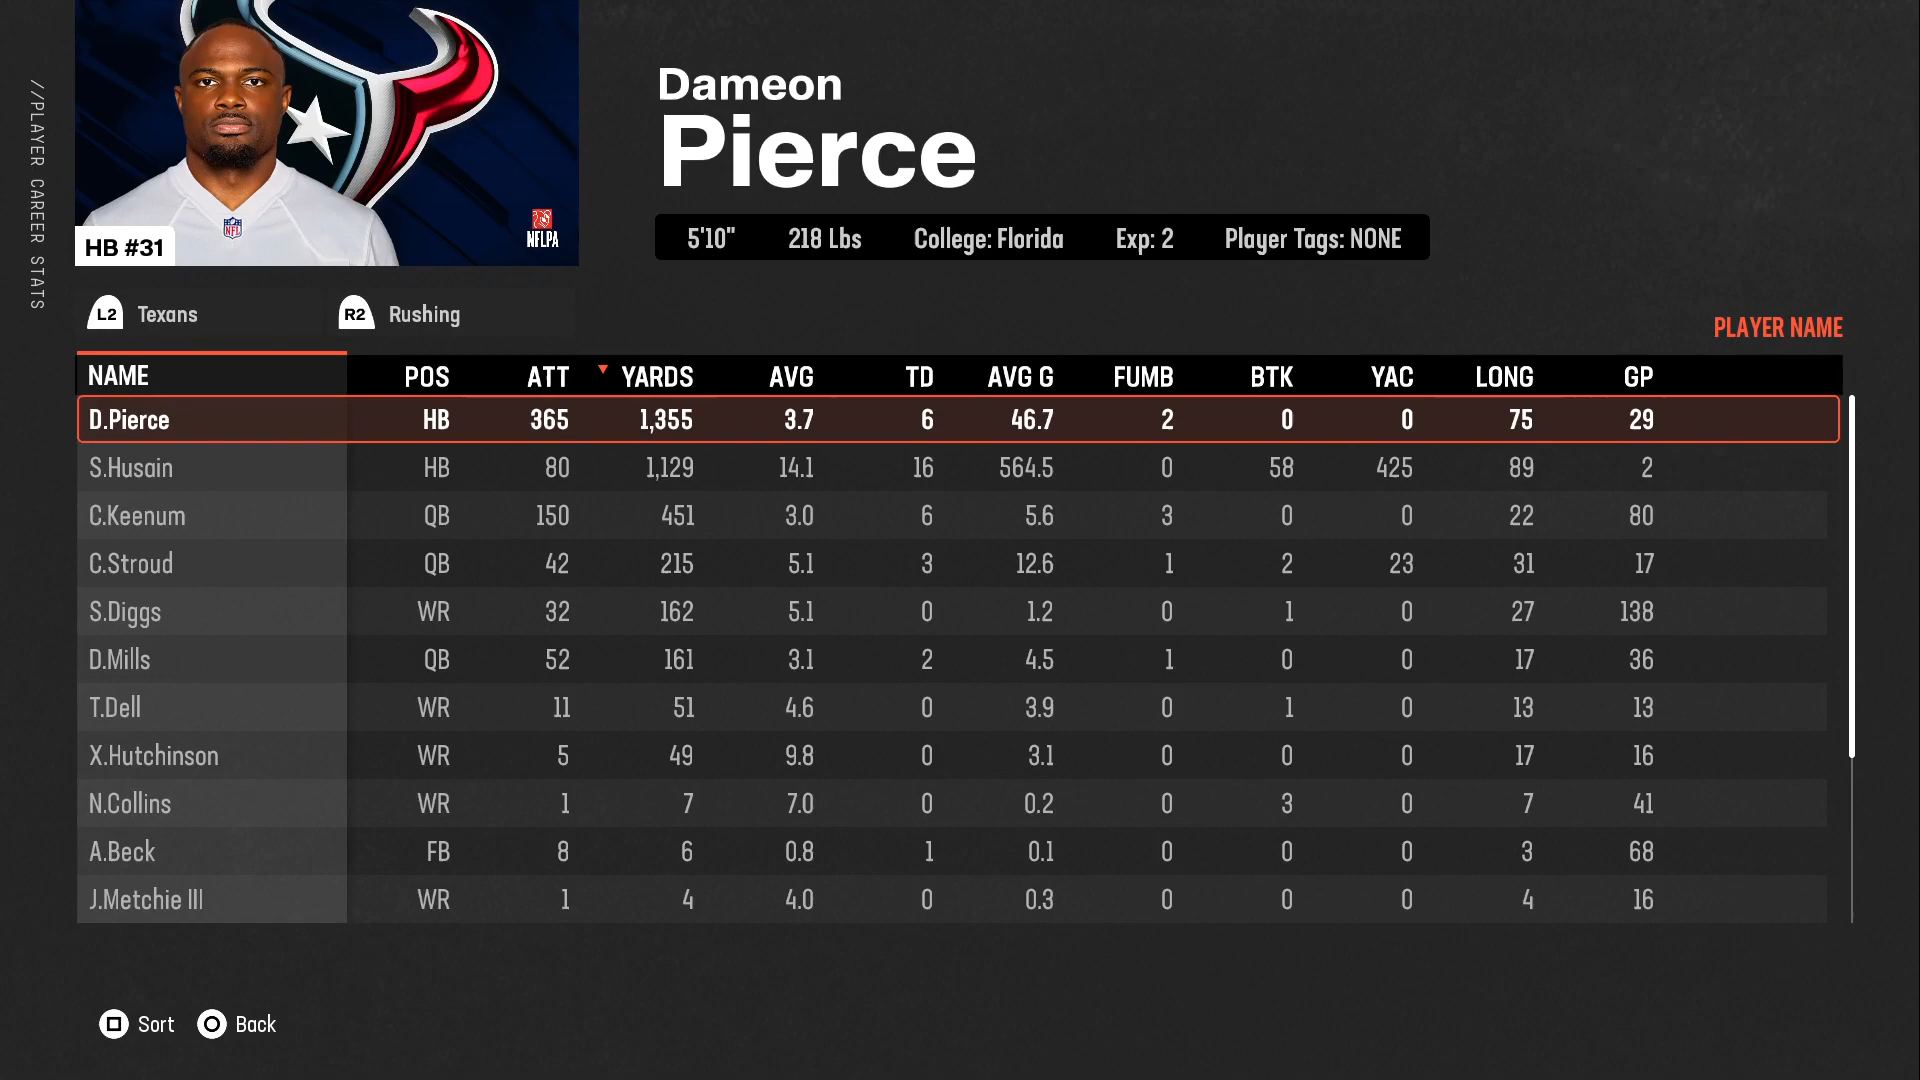 //PLAYER CAREER STATS
Dameon
Pierce
HB #31
NFL
NFLPA
5'10" 218 Lbs College: Florida Exp: 2 Player Tags: NONE
L2 Texans R2 Rushing
PLAYER NAME
NAME POS ATT YARDS AVG TD AVG G FUMB BTK YAC LONG GP
D.Pierce HB 365 1,355 3.7 6 46.7 2 0 0 75 29
S.Husain HB 80 1,129 14.1 16 564.5 0 58 425 89 2
C.Keenum QB 150 451 3.0 6 5.6 3 0 0 22 80
C.Stroud QB 42 215 5.1 3 12.6 1 2 23 31 17
S.Diggs WR 32 162 5.1 0 1.2 0 1 0 27 138
D.Mills QB 52 161 3.1 2 4.5 1 0 0 17 36
T.Dell WR 11 51 4.6 0 3.9 0 1 0 13 13
X.Hutchinson WR 5 49 9.8 0 3.1 0 0 0 17 16
N.Collins WR 1 7 7.0 0 0.2 0 3 0 7 41
A.Beck FB 8 6 0.8 1 0.1 0 0 0 3 68
J.Metchie III WR 1 4 4.0 0 0.3 0 0 0 4 16
Sort Back